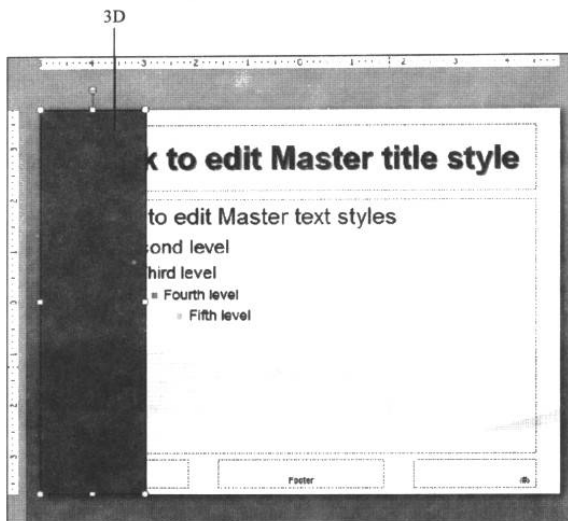 3D
k to edit Master title style
to edit Master text styles
ond level
hird level
Fourth level
Fifth level
Footer